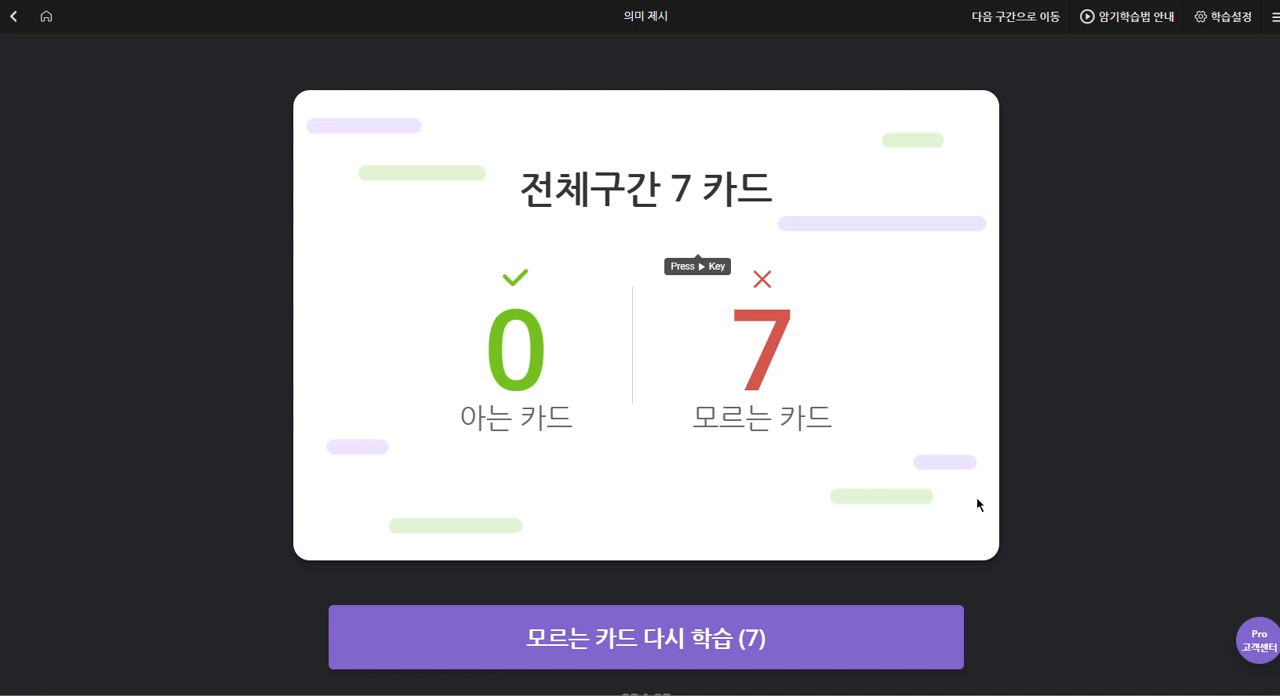 의미 제시
다음 구간으로 이동
암기학습법 안내
학습설정
전체구간 7 카드
Press ▶ Key
0
아는 카드
7
모르는 카드
모르는 카드 다시 학습 (7)
Pro
고객센터